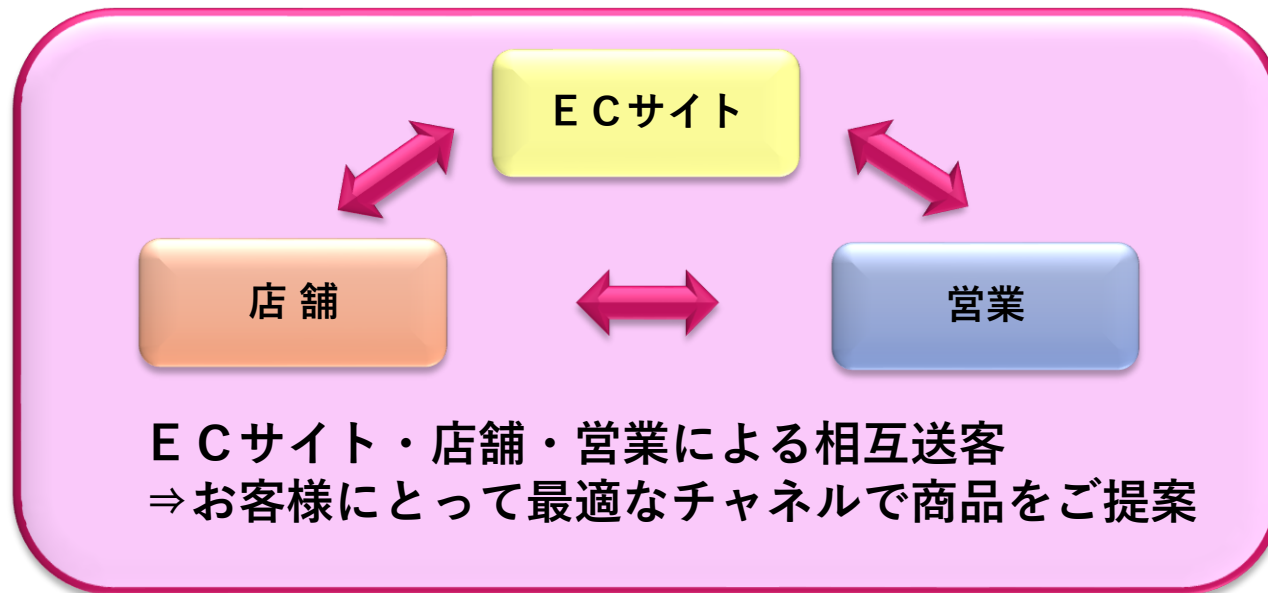 ＥＣサイト
店 舗
営業
ＥＣサイト・店舗・営業による相互送客
⇒お客様にとって最適なチャネルで商品をご提案